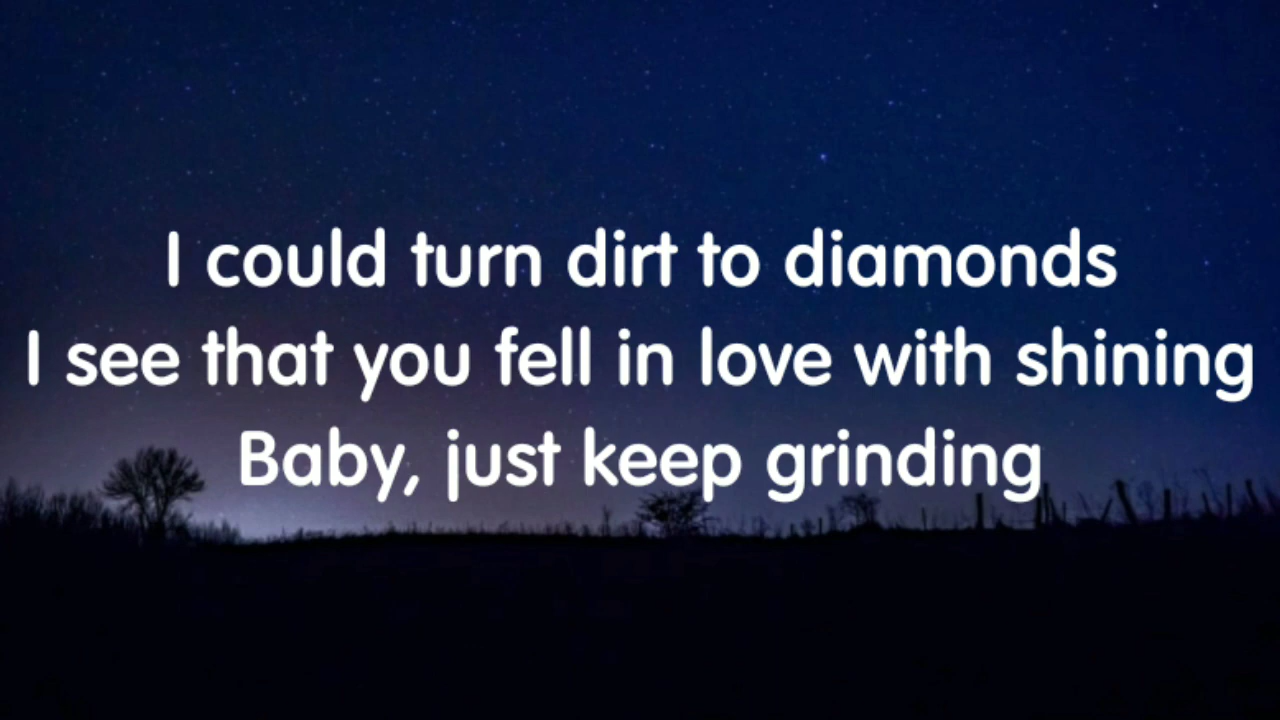 I could turn dirt to diamonds
I see that you fell in love with shining
Baby, just keep grinding